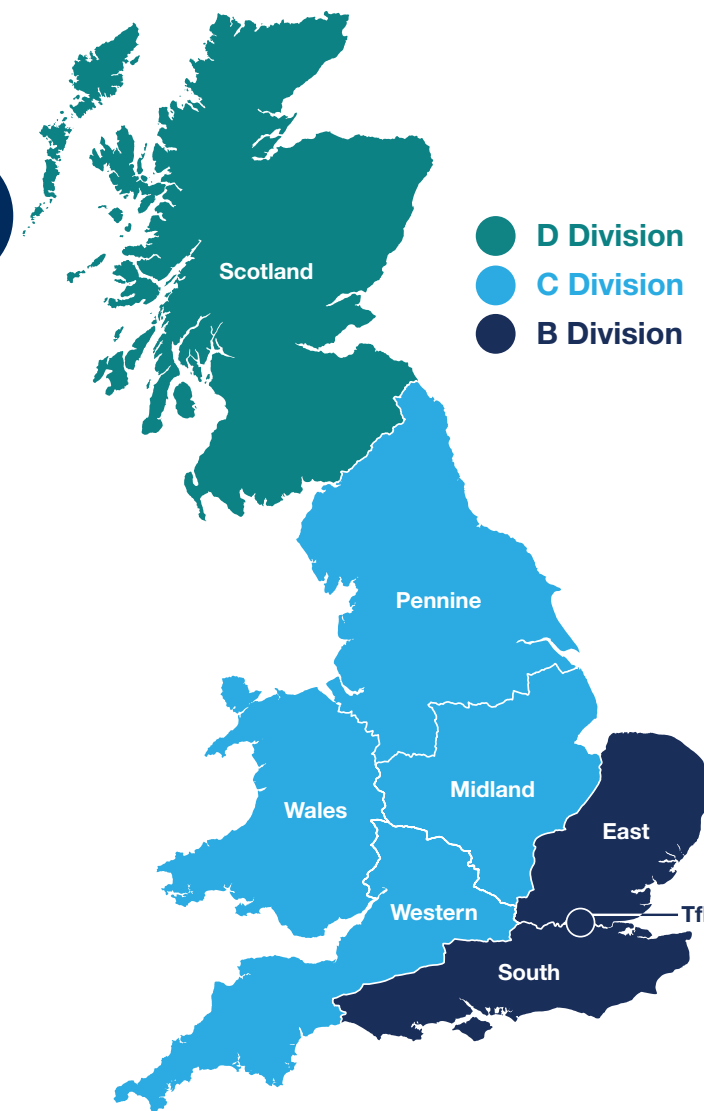 D Division
C Division
B Division
Scotland
Pennine
Midland
Wales
East
Western
South